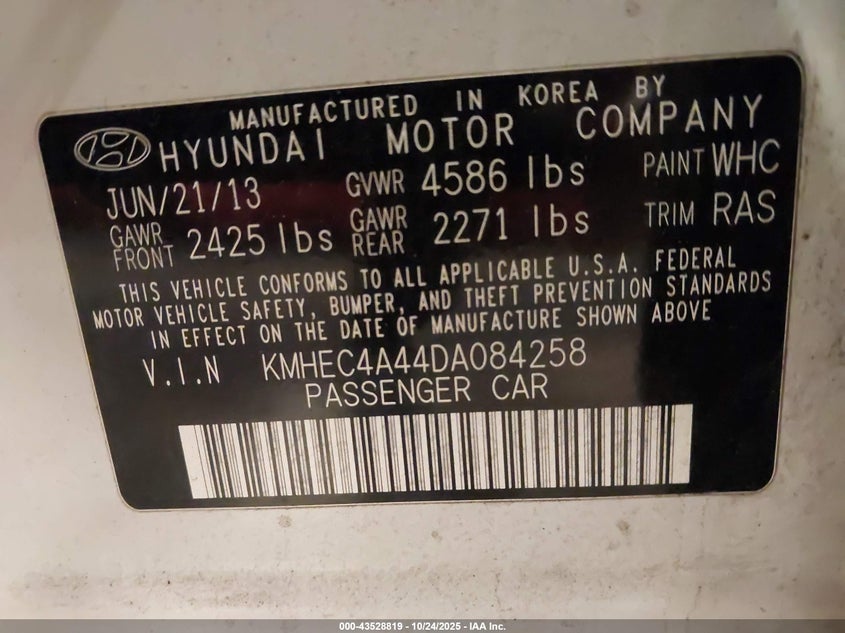 MANUFACTURED IN KOREA BY
HYUNDAI MOTOR COMPANY
JUN/21/13 GVWR 4586 lbs PAINT WHC
GAWR FRONT 2425 lbs GAWR REAR 2271 lbs TRIM RAS
THIS VEHICLE CONFORMS TO ALL APPLICABLE U.S.A. FEDERAL
MOTOR VEHICLE SAFETY, BUMPER, AND THEFT PREVENTION STANDARDS
IN EFFECT ON THE DATE OF MANUFACTURE SHOWN ABOVE
V.I.N KMHEC4A44DA084258
PASSENGER CAR
000-43528819 - 10/24/2025 - IAA Inc.